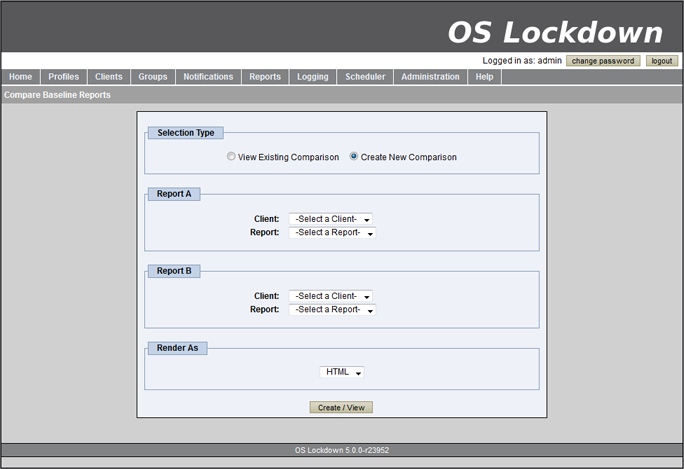 OS Lockdown
Logged in as: admin change password logout
Home Profiles Clients Groups Notifications Reports Logging Scheduler Administration Help
Compare Baseline Reports
Selection Type
View Existing Comparison Create New Comparison
Report A
Client: -Select a Client-
Report: -Select a Report-
Report B
Client: -Select a Client-
Report: -Select a Report-
Render As
HTML
Create / View
OS Lockdown 5.0.0-r23952